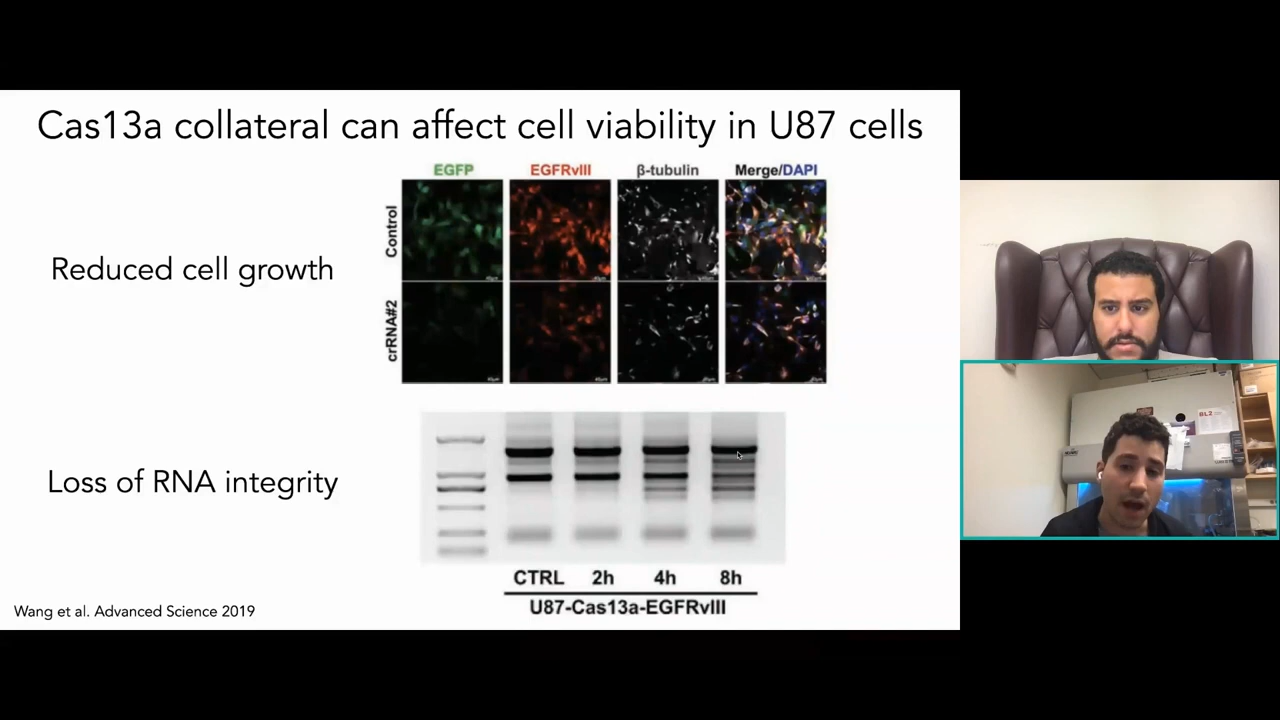 Cas13a collateral can affect cell viability in U87 cells
EGFP EGFRvIII β-tubulin Merge/DAPI
Control
Reduced cell growth
crRNA#2
Loss of RNA integrity
CTRL 2h 4h 8h
U87-Cas13a-EGFRvIII
Wang et al. Advanced Science 2019
BL2